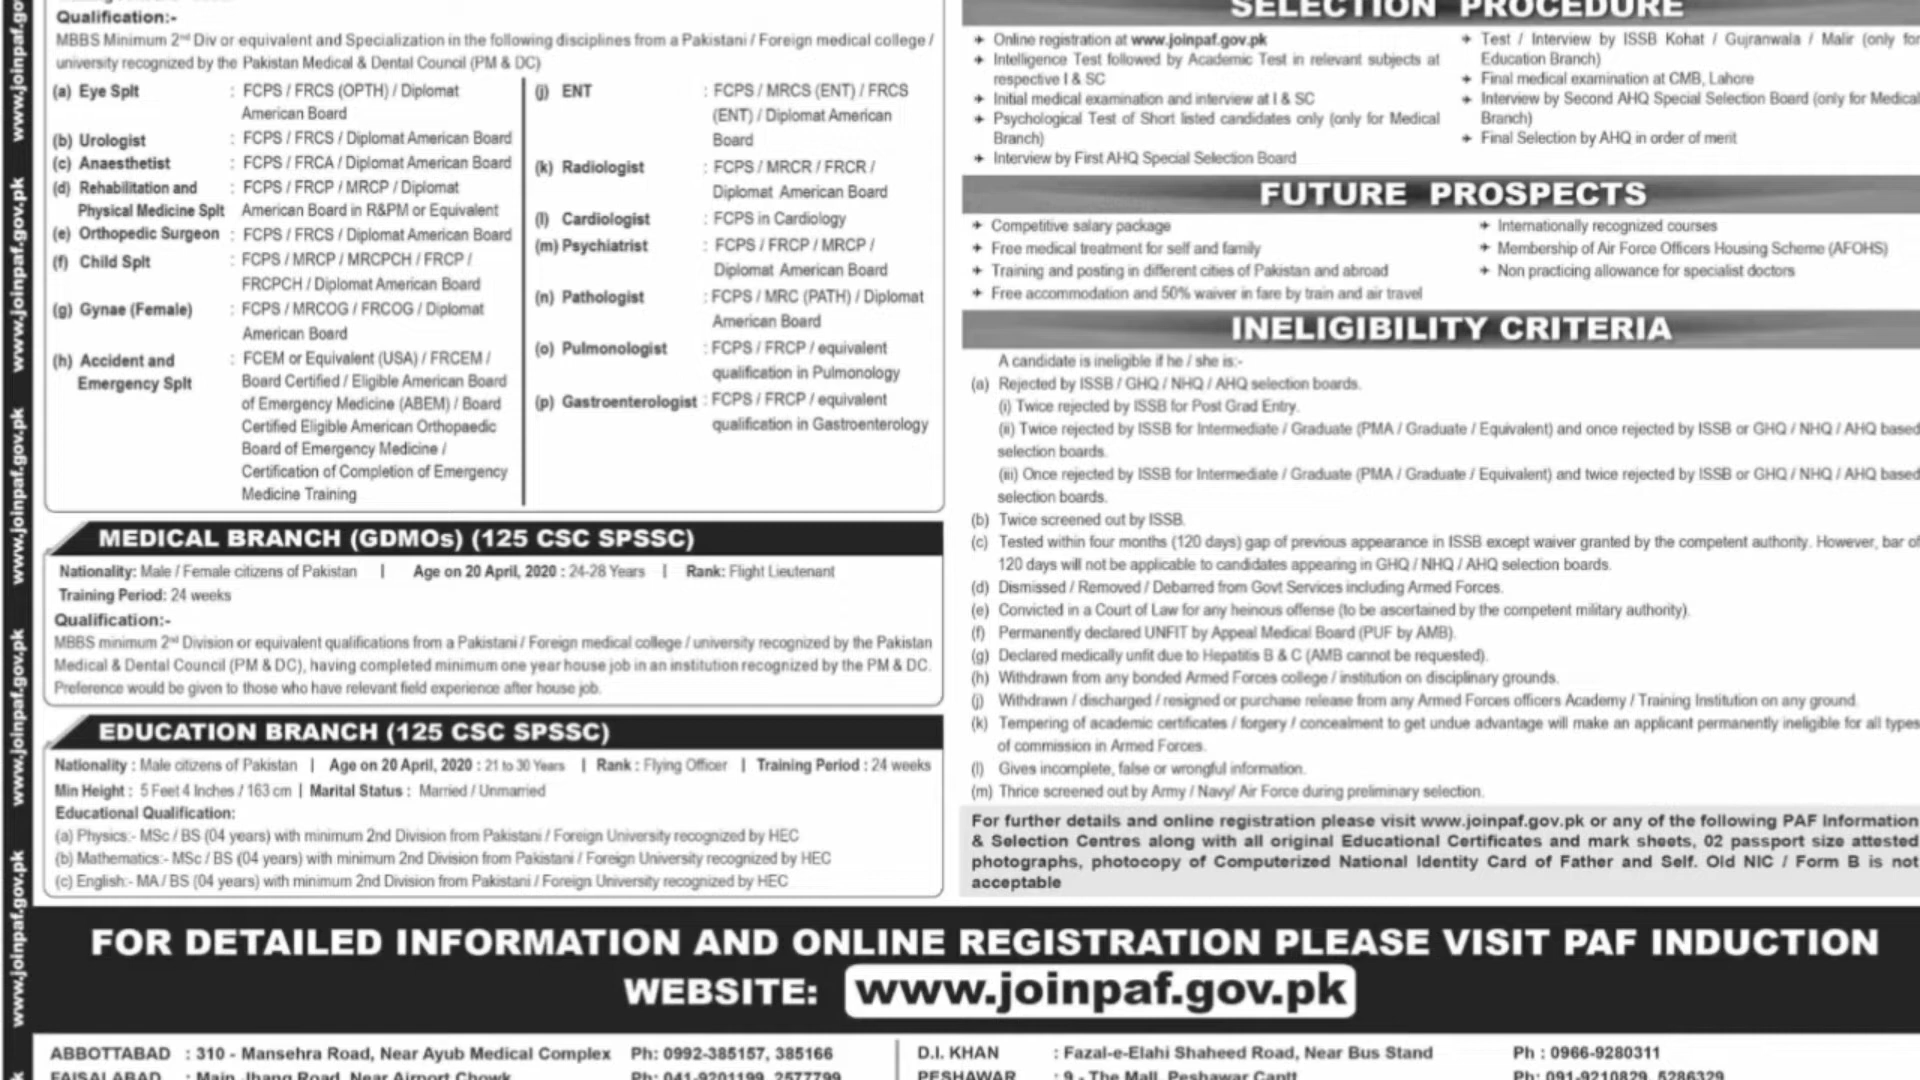 Qualification:-
MBBS Minimum 2nd Div or equivalent and Specialization in the following disciplines from a Pakistani / Foreign medical college /
university recognized by the Pakistan Medical & Dental Council (PM & DC)
(a) Eye Splt : FCPS / FRCS (OPTH) / Diplomat
American Board
(b) Urologist : FCPS / FRCS / Diplomat American Board
(c) Anaesthetist : FCPS / FRCA / Diplomat American Board
(d) Rehabilitation and : FCPS / FRCP / MRCP / Diplomat
Physical Medicine Splt American Board in R&PM or Equivalent
(e) Orthopedic Surgeon : FCPS / FRCS / Diplomat American Board
(f) Child Splt : FCPS / MRCP / MRCPCH / FRCP /
FRCPCH / Diplomat American Board
(g) Gynae (Female) : FCPS / MRCOG / FRCOG / Diplomat
American Board
(h) Accident and : FCEM or Equivalent (USA) / FRCEM /
Emergency Splt Board Certified / Eligible American Board
of Emergency Medicine (ABEM) / Board
Certified Eligible American Orthopaedic
Board of Emergency Medicine /
Certification of Completion of Emergency
Medicine Training
(j) ENT : FCPS / MRCS (ENT) / FRCS
(ENT) / Diplomat American
Board
(k) Radiologist : FCPS / MRCR / FRCR /
Diplomat American Board
(l) Cardiologist : FCPS in Cardiology
(m) Psychiatrist : FCPS / FRCP / MRCP /
Diplomat American Board
(n) Pathologist : FCPS / MRC (PATH) / Diplomat
American Board
(o) Pulmonologist : FCPS / FRCP / equivalent
qualification in Pulmonology
(p) Gastroenterologist : FCPS / FRCP / equivalent
qualification in Gastroenterology
MEDICAL BRANCH (GDMOs) (125 CSC SPSSC)
Nationality: Male / Female citizens of Pakistan | Age on 20 April, 2020 : 24-28 Years | Rank: Flight Lieutenant
Training Period: 24 weeks
Qualification:-
MBBS minimum 2nd Division or equivalent qualifications from a Pakistani / Foreign medical college / university recognized by the Pakistan
Medical & Dental Council (PM & DC), having completed minimum one year house job in an institution recognized by the PM & DC.
Preference would be given to those who have relevant field experience after house job.
EDUCATION BRANCH (125 CSC SPSSC)
Nationality : Male citizens of Pakistan | Age on 20 April, 2020 : 21 to 30 Years | Rank : Flying Officer | Training Period : 24 weeks
Min Height : 5 Feet 4 Inches / 163 cm | Marital Status : Married / Unmarried
Educational Qualification:
(a) Physics:- MSc / BS (04 years) with minimum 2nd Division from Pakistani / Foreign University recognized by HEC
(b) Mathematics:- MSc / BS (04 years) with minimum 2nd Division from Pakistani / Foreign University recognized by HEC
(c) English:- MA / BS (04 years) with minimum 2nd Division from Pakistani / Foreign University recognized by HEC
SELECTION PROCEDURE
Online registration at www.joinpaf.gov.pk
Intelligence Test followed by Academic Test in relevant subjects at
respective I & SC
Initial medical examination and interview at I & SC
Psychological Test of Short listed candidates only (only for Medical
Branch)
Interview by First AHQ Special Selection Board
Test / Interview by ISSB Kohat / Gujranwala / Malir (only for
Education Branch)
Final medical examination at CMB, Lahore
Interview by Second AHQ Special Selection Board (only for Medical
Branch)
Final Selection by AHQ in order of merit
FUTURE PROSPECTS
Competitive salary package
Free medical treatment for self and family
Training and posting in different cities of Pakistan and abroad
Free accommodation and 50% waiver in fare by train and air travel
Internationally recognized courses
Membership of Air Force Officers Housing Scheme (AFOHS)
Non practicing allowance for specialist doctors
INELIGIBILITY CRITERIA
A candidate is ineligible if he / she is:-
(a) Rejected by ISSB / GHQ / NHQ / AHQ selection boards.
(i) Twice rejected by ISSB for Post Grad Entry.
(ii) Twice rejected by ISSB for Intermediate / Graduate (PMA / Graduate / Equivalent) and once rejected by ISSB or GHQ / NHQ / AHQ based
selection boards.
(iii) Once rejected by ISSB for Intermediate / Graduate (PMA / Graduate / Equivalent) and twice rejected by ISSB or GHQ / NHQ / AHQ based
selection boards.
(b) Twice screened out by ISSB.
(c) Tested within four months (120 days) gap of previous appearance in ISSB except waiver granted by the competent authority. However, bar of
120 days will not be applicable to candidates appearing in GHQ / NHQ / AHQ selection boards.
(d) Dismissed / Removed / Debarred from Govt Services including Armed Forces.
(e) Convicted in a Court of Law for any heinous offense (to be ascertained by the competent military authority).
(f) Permanently declared UNFIT by Appeal Medical Board (PUF by AMB).
(g) Declared medically unfit due to Hepatitis B & C (AMB cannot be requested).
(h) Withdrawn from any bonded Armed Forces college / institution on disciplinary grounds.
(j) Withdrawn / discharged / resigned or purchase release from any Armed Forces officers Academy / Training Institution on any ground.
(k) Tempering of academic certificates / forgery / concealment to get undue advantage will make an applicant permanently ineligible for all types
of commission in Armed Forces.
(l) Gives incomplete, false or wrongful information.
(m) Thrice screened out by Army / Navy/ Air Force during preliminary selection.
For further details and online registration please visit www.joinpaf.gov.pk or any of the following PAF Information
& Selection Centres along with all original Educational Certificates and mark sheets, 02 passport size attested
photographs, photocopy of Computerized National Identity Card of Father and Self. Old NIC / Form B is not
acceptable
FOR DETAILED INFORMATION AND ONLINE REGISTRATION PLEASE VISIT PAF INDUCTION
WEBSITE: www.joinpaf.gov.pk
ABBOTTABAD : 310 - Mansehra Road, Near Ayub Medical Complex Ph: 0992-385157, 385166
FAISALABAD : Main Jhang Road, Near Airport Chowk Ph: 041-9201199, 2577799
D.I. KHAN : Fazal-e-Elahi Shaheed Road, Near Bus Stand Ph : 0966-9280311
PESHAWAR : 9 - The Mall, Peshawar Cantt Ph: 091-9210829, 5286329
www.joinpaf.gov.pk
www.joinpaf.gov.pk
www.joinpaf.gov.pk
www.joinpaf.gov.pk
www.joinpaf.gov.pk